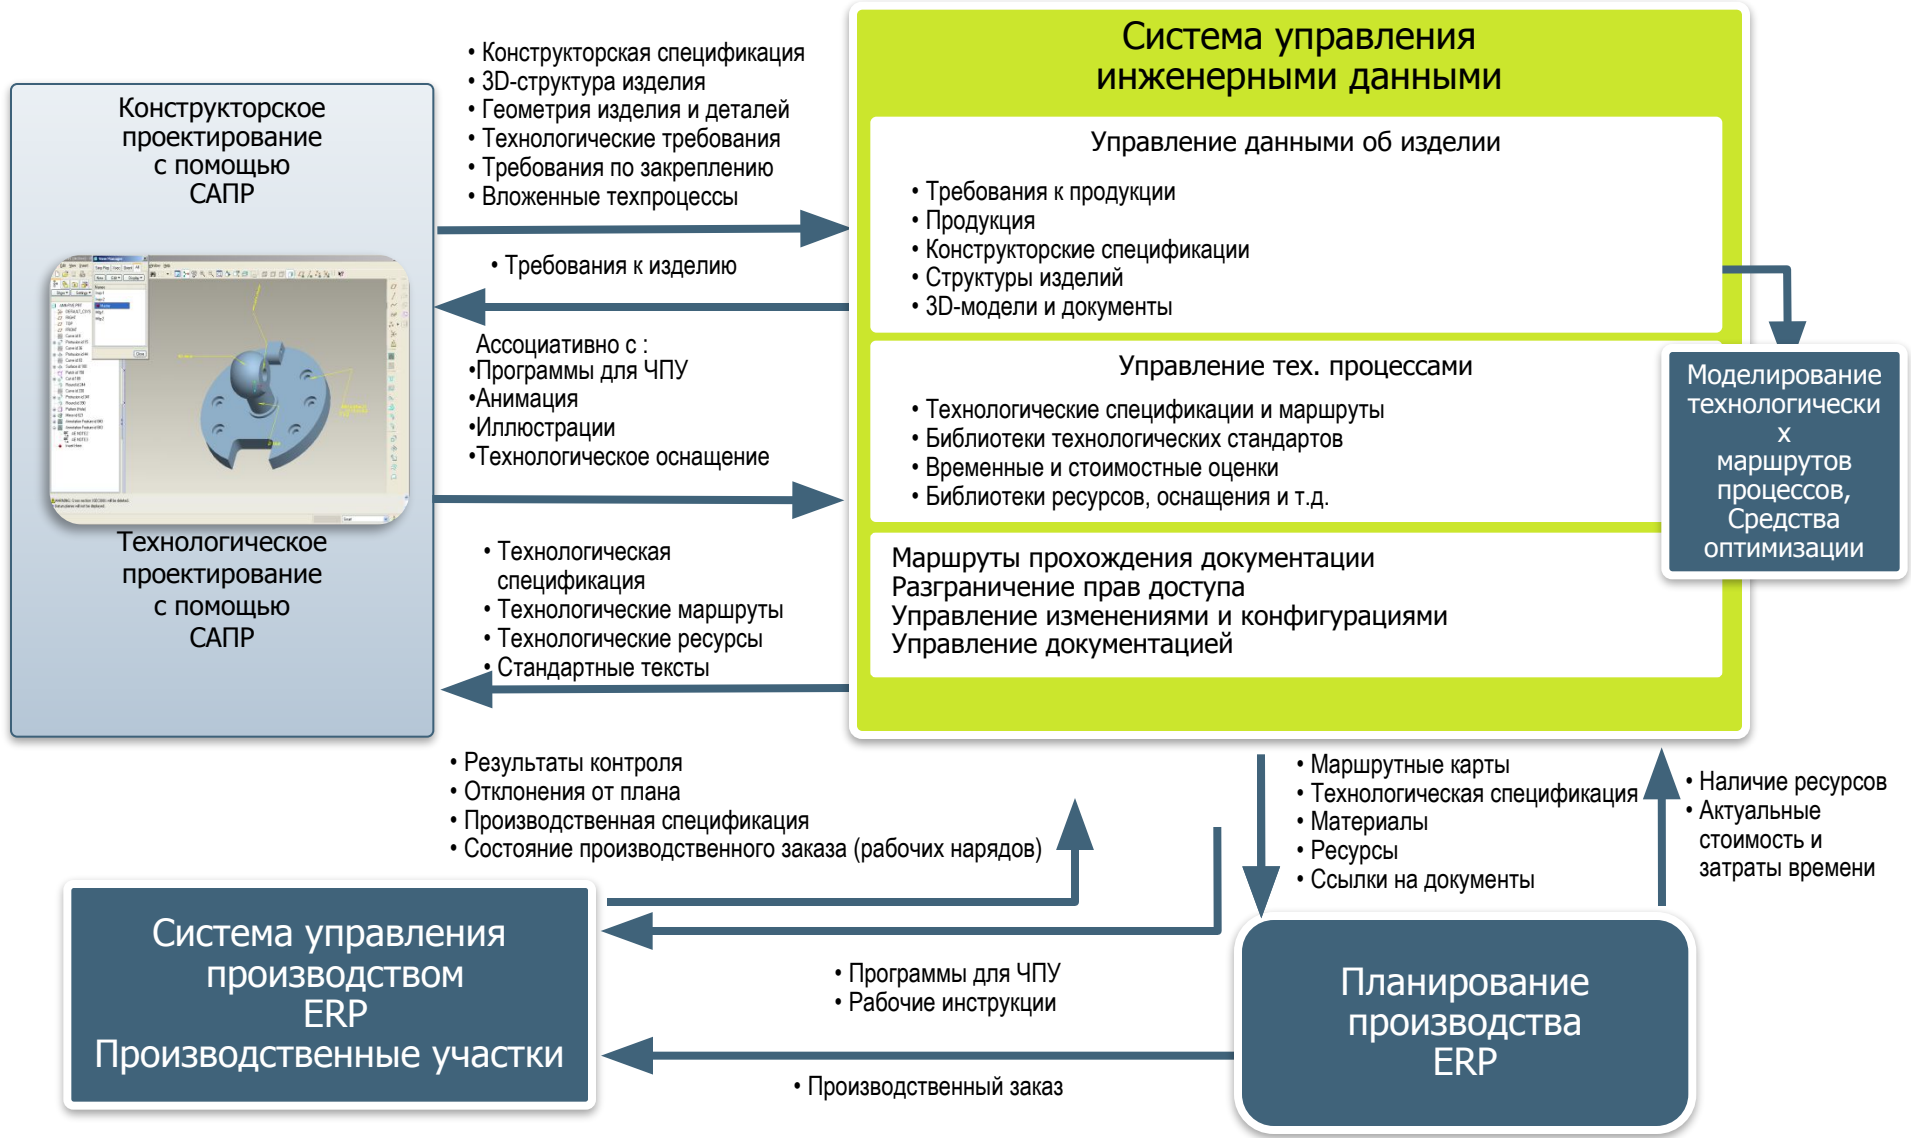 Конструкторское
проектирование
с помощью
САПР
Технологическое
проектирование
с помощью
САПР
• Конструкторская спецификация
• 3D-структура изделия
• Геометрия изделия и деталей
• Технологические требования
• Требования по закреплению
• Вложенные техпроцессы
• Требования к изделию
Ассоциативно с :
•Программы для ЧПУ
•Анимация
•Иллюстрации
•Технологическое оснащение
• Технологическая
спецификация
• Технологические маршруты
• Технологические ресурсы
• Стандартные тексты
Система управления
инженерными данными
Управление данными об изделии
• Требования к продукции
• Продукция
• Конструкторские спецификации
• Структуры изделий
• 3D-модели и документы
Управление тех. процессами
• Технологические спецификации и маршруты
• Библиотеки технологических стандартов
• Временные и стоимостные оценки
• Библиотеки ресурсов, оснащения и т.д.
Маршруты прохождения документации
Разграничение прав доступа
Управление изменениями и конфигурациями
Управление документацией
Моделирование
технологически
х
маршрутов
процессов,
Средства
оптимизации
• Результаты контроля
• Отклонения от плана
• Производственная спецификация
• Состояние производственного заказа (рабочих нарядов)
• Маршрутные карты
• Технологическая спецификация
• Материалы
• Ресурсы
• Ссылки на документы
• Наличие ресурсов
• Актуальные
стоимость и
затраты времени
Система управления
производством
ERP
Производственные участки
• Программы для ЧПУ
• Рабочие инструкции
• Производственный заказ
Планирование
производства
ERP